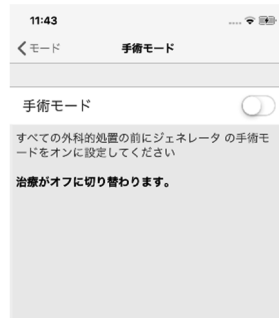 11:43
モード
手術モード
手術モード
すべての外科的処置の前にジェネレータ の手術モ
ードをオンに設定してください
治療がオフに切り替わります。